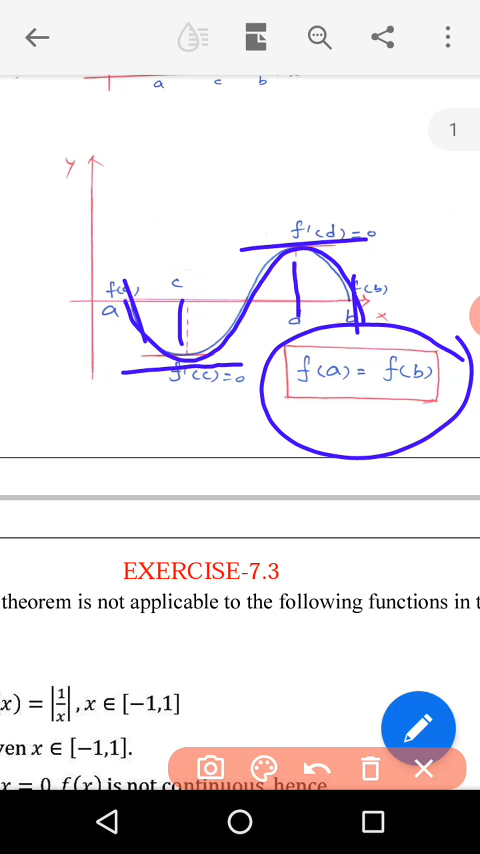 a c b
1
y
f'(d)=0
c
f(a)
f(b)
a
d
b
x
f'(c)=0
f(a) = f(b)
EXERCISE-7.3
theorem is not applicable to the following functions in t
x) = |1/x|, x ∈ [−1,1]
ven x ∈ [−1,1].
x = 0 f(x) is not continuous, hence